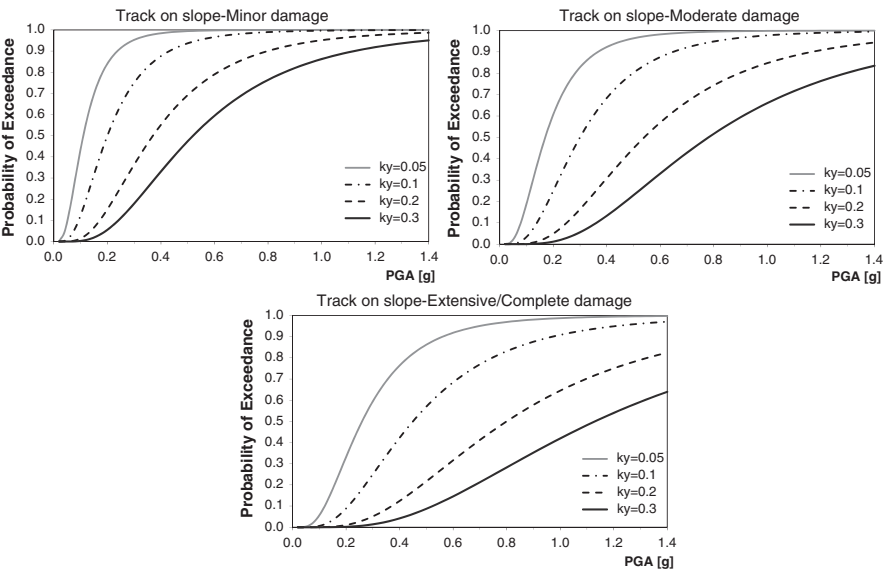 Track on slope-Minor damage
Probability of Exceedance
1.0
0.9
0.8
0.7
0.6
0.5
0.4
0.3
0.2
0.1
0.0
ky=0.05
ky=0.1
ky=0.2
ky=0.3
0.0 0.2 0.4 0.6 0.8 1.0 1.2 1.4
PGA [g]
Track on slope-Moderate damage
Probability of Exceedance
1.0
0.9
0.8
0.7
0.6
0.5
0.4
0.3
0.2
0.1
0.0
ky=0.05
ky=0.1
ky=0.2
ky=0.3
0.0 0.2 0.4 0.6 0.8 1.0 1.2 1.4
PGA [g]
Track on slope-Extensive/Complete damage
Probability of Exceedance
1.0
0.9
0.8
0.7
0.6
0.5
0.4
0.3
0.2
0.1
0.0
ky=0.05
ky=0.1
ky=0.2
ky=0.3
0.0 0.2 0.4 0.6 0.8 1.0 1.2 1.4
PGA [g]